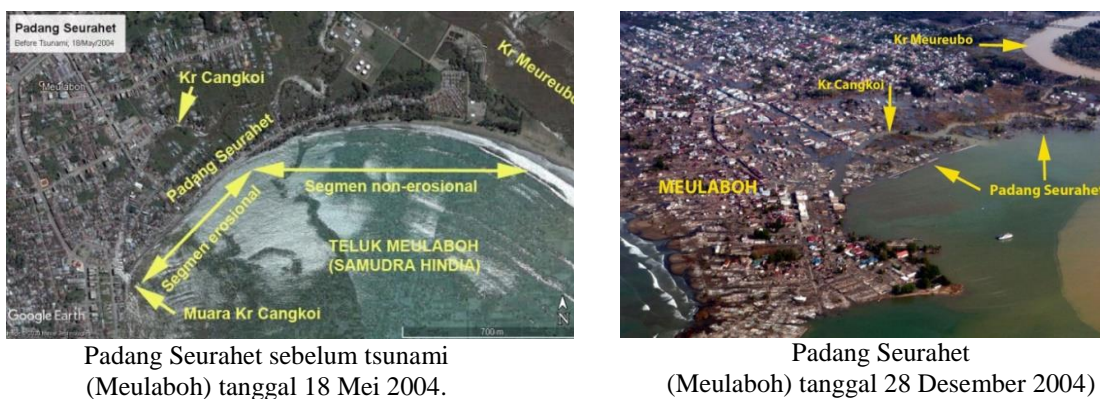 Padang Seurahet
Before Tsunami, 18/May/2004
Meulaboh
Kr Cangkoi
Kr Meureubo
Padang Seurahet
Segmen non-erosional
Segmen erosional
TELUK MEULABOH
(SAMUDRA HINDIA)
Muara Kr Cangkoi
Google Earth
700 m
N
Padang Seurahet sebelum tsunami
(Meulaboh) tanggal 18 Mei 2004.
Kr Meureubo
Kr Cangkoi
MEULABOH
Padang Seurahet
Padang Seurahet
(Meulaboh) tanggal 28 Desember 2004)